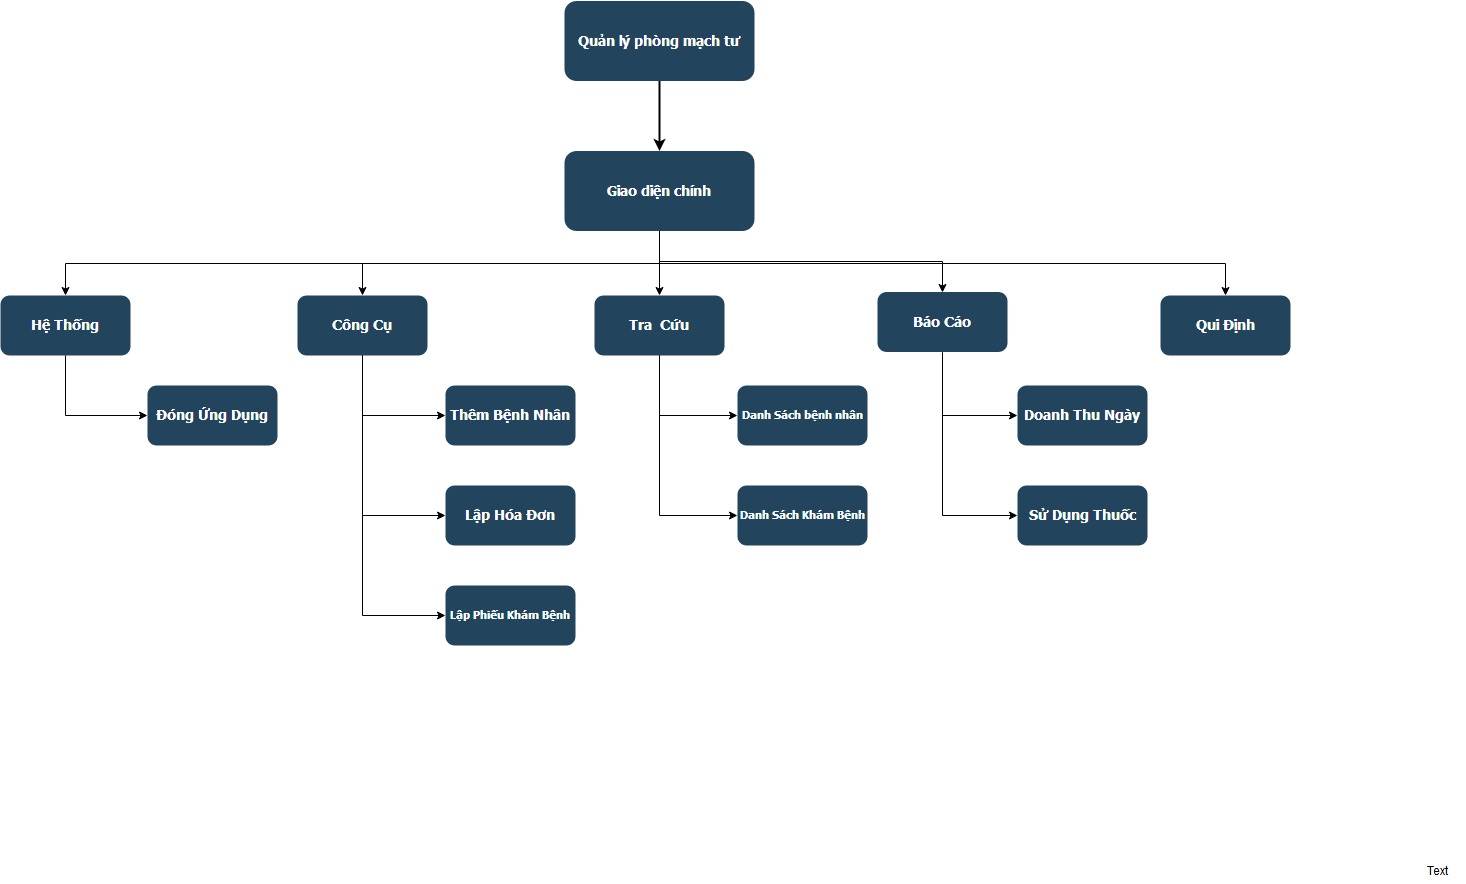 Quản lý phòng mạch tư
Giao diện chính
Hệ Thống
Công Cụ
Tra Cứu
Báo Cáo
Qui Định
Đóng Ứng Dụng
Thêm Bệnh Nhân
Danh Sách bệnh nhân
Doanh Thu Ngày
Lập Hóa Đơn
Danh Sách Khám Bệnh
Sử Dụng Thuốc
Lập Phiếu Khám Bệnh
Text